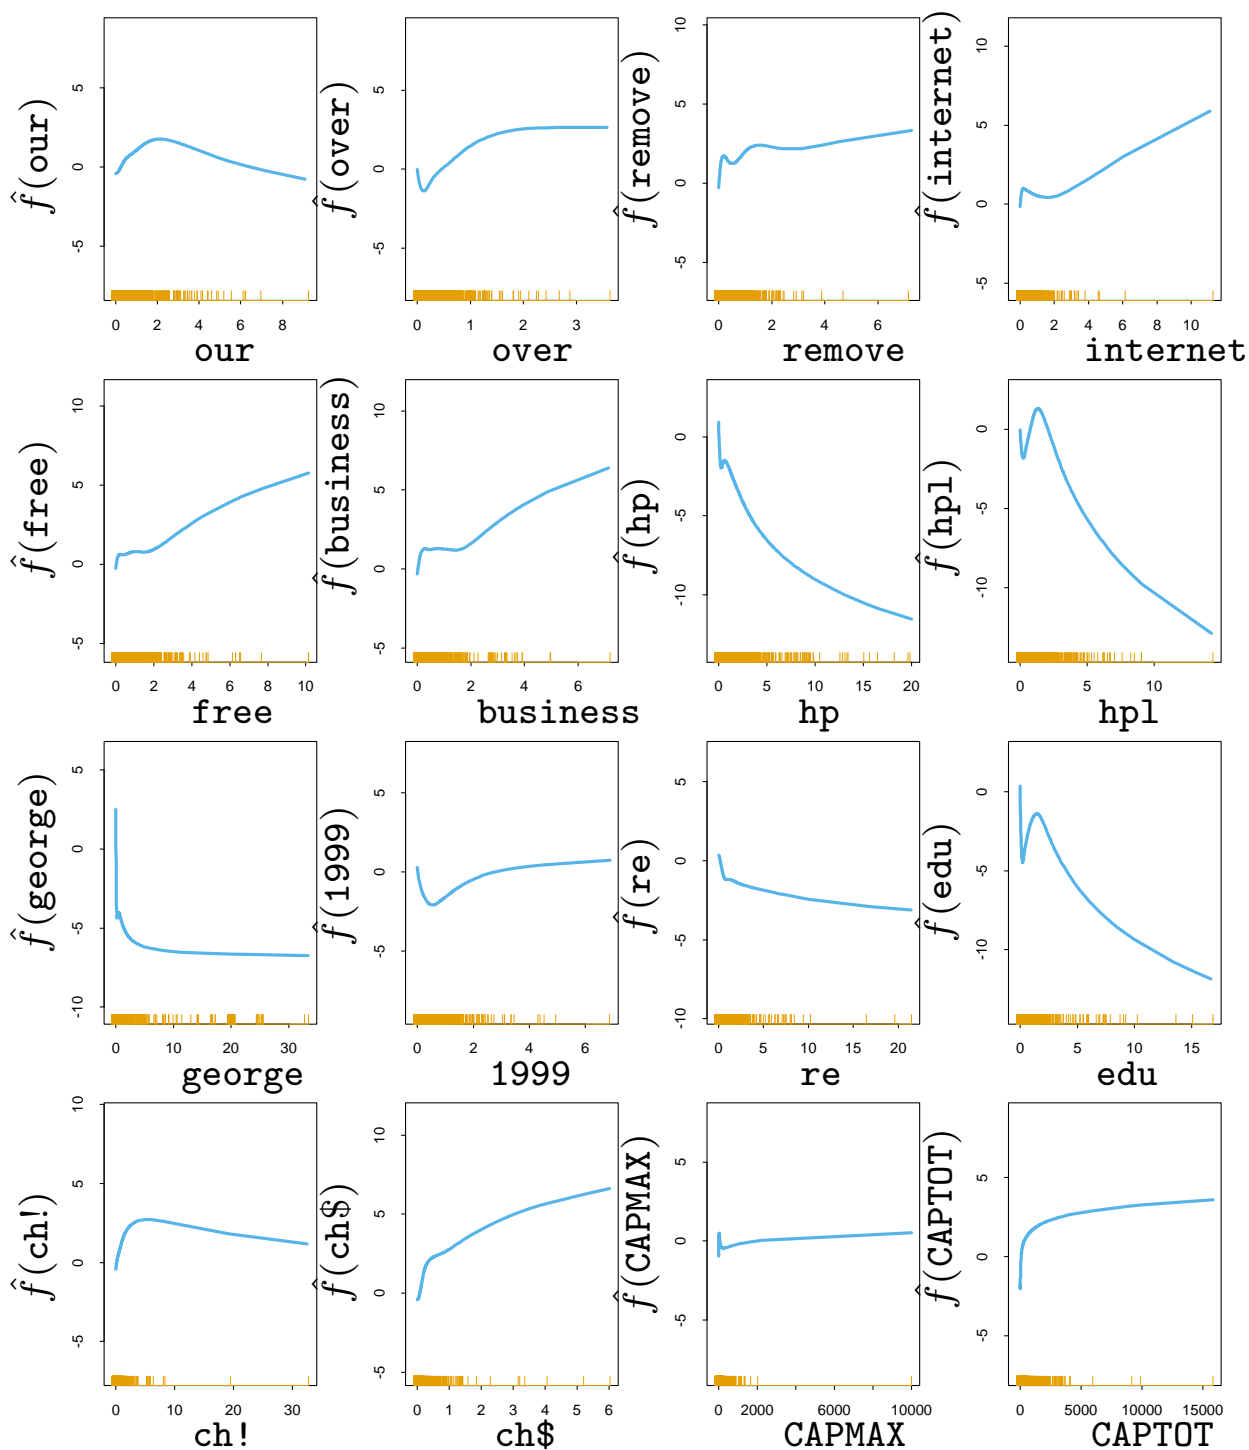 f̂(our)
-5 0 5
0 2 4 6 8
our
f̂(over)
-5 0 5
0 1 2 3
over
f̂(remove)
-5 0 5 10
0 2 4 6
remove
f̂(internet)
-5 0 5 10
0 2 4 6 8 10
internet
f̂(free)
-5 0 5 10
0 2 4 6 8 10
free
f̂(business)
-5 0 5 10
0 2 4 6
business
f̂(hp)
-10 -5 0
0 5 10 15 20
hp
f̂(hpl)
-10 -5 0
0 5 10
hpl
f̂(george)
-10 -5 0 5
0 10 20 30
george
f̂(1999)
-5 0 5
0 2 4 6
1999
f̂(re)
-10 -5 0 5
0 5 10 15 20
re
f̂(edu)
-10 -5 0
0 5 10 15
edu
f̂(ch!)
-5 0 5 10
0 10 20 30
ch!
f̂(ch$)
-5 0 5 10
0 1 2 3 4 5 6
ch$
f̂(CAPMAX)
-5 0 5
0 2000 6000 10000
CAPMAX
f̂(CAPTOT)
-5 0 5
0 5000 10000 15000
CAPTOT